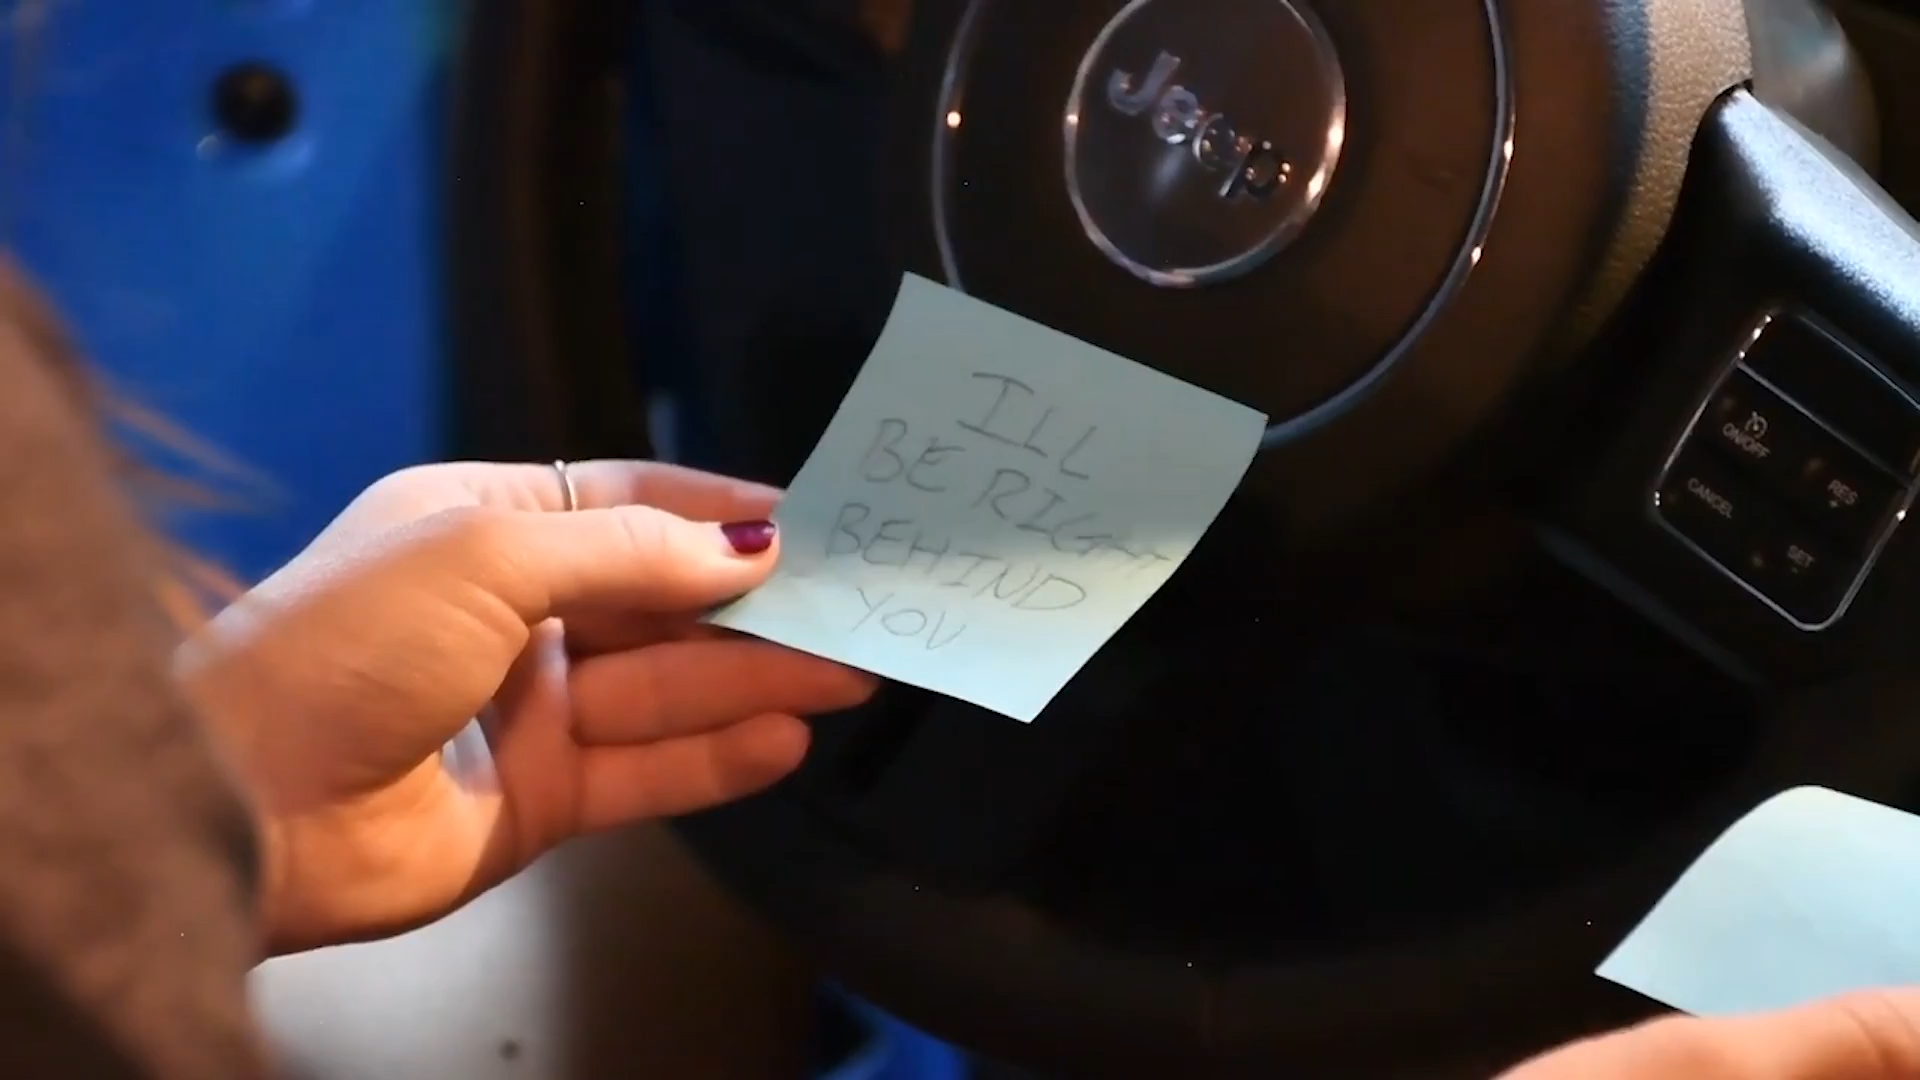 Jeep
ILL
BE RIGHT
BEHIND
YOU
ON/OFF
RES
+
CANCEL
SET
-